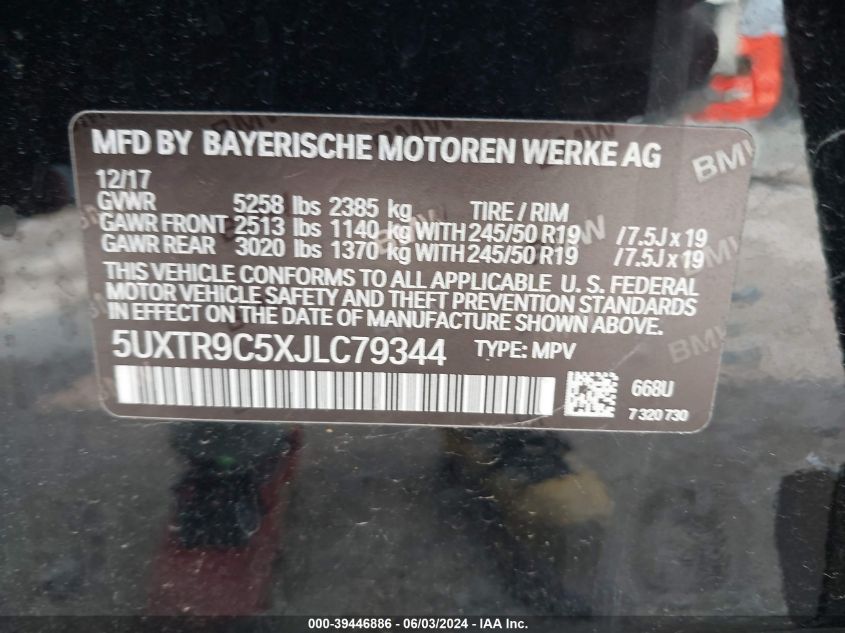 MFD BY BAYERISCHE MOTOREN WERKE AG
12/17
GVWR 5258 lbs 2385 kg TIRE / RIM
GAWR FRONT 2513 lbs 1140 kg WITH 245/50 R19 / 7.5J x 19
GAWR REAR 3020 lbs 1370 kg WITH 245/50 R19 / 7.5J x 19
THIS VEHICLE CONFORMS TO ALL APPLICABLE U. S. FEDERAL
MOTOR VEHICLE SAFETY AND THEFT PREVENTION STANDARDS
IN EFFECT ON THE DATE OF MANUFACTURE SHOWN ABOVE.
5UXTR9C5XJLC79344 TYPE: MPV
668U
7 320 730
BMW
BMW
BMW
BMW
000-39446886 - 06/03/2024 - IAA Inc.